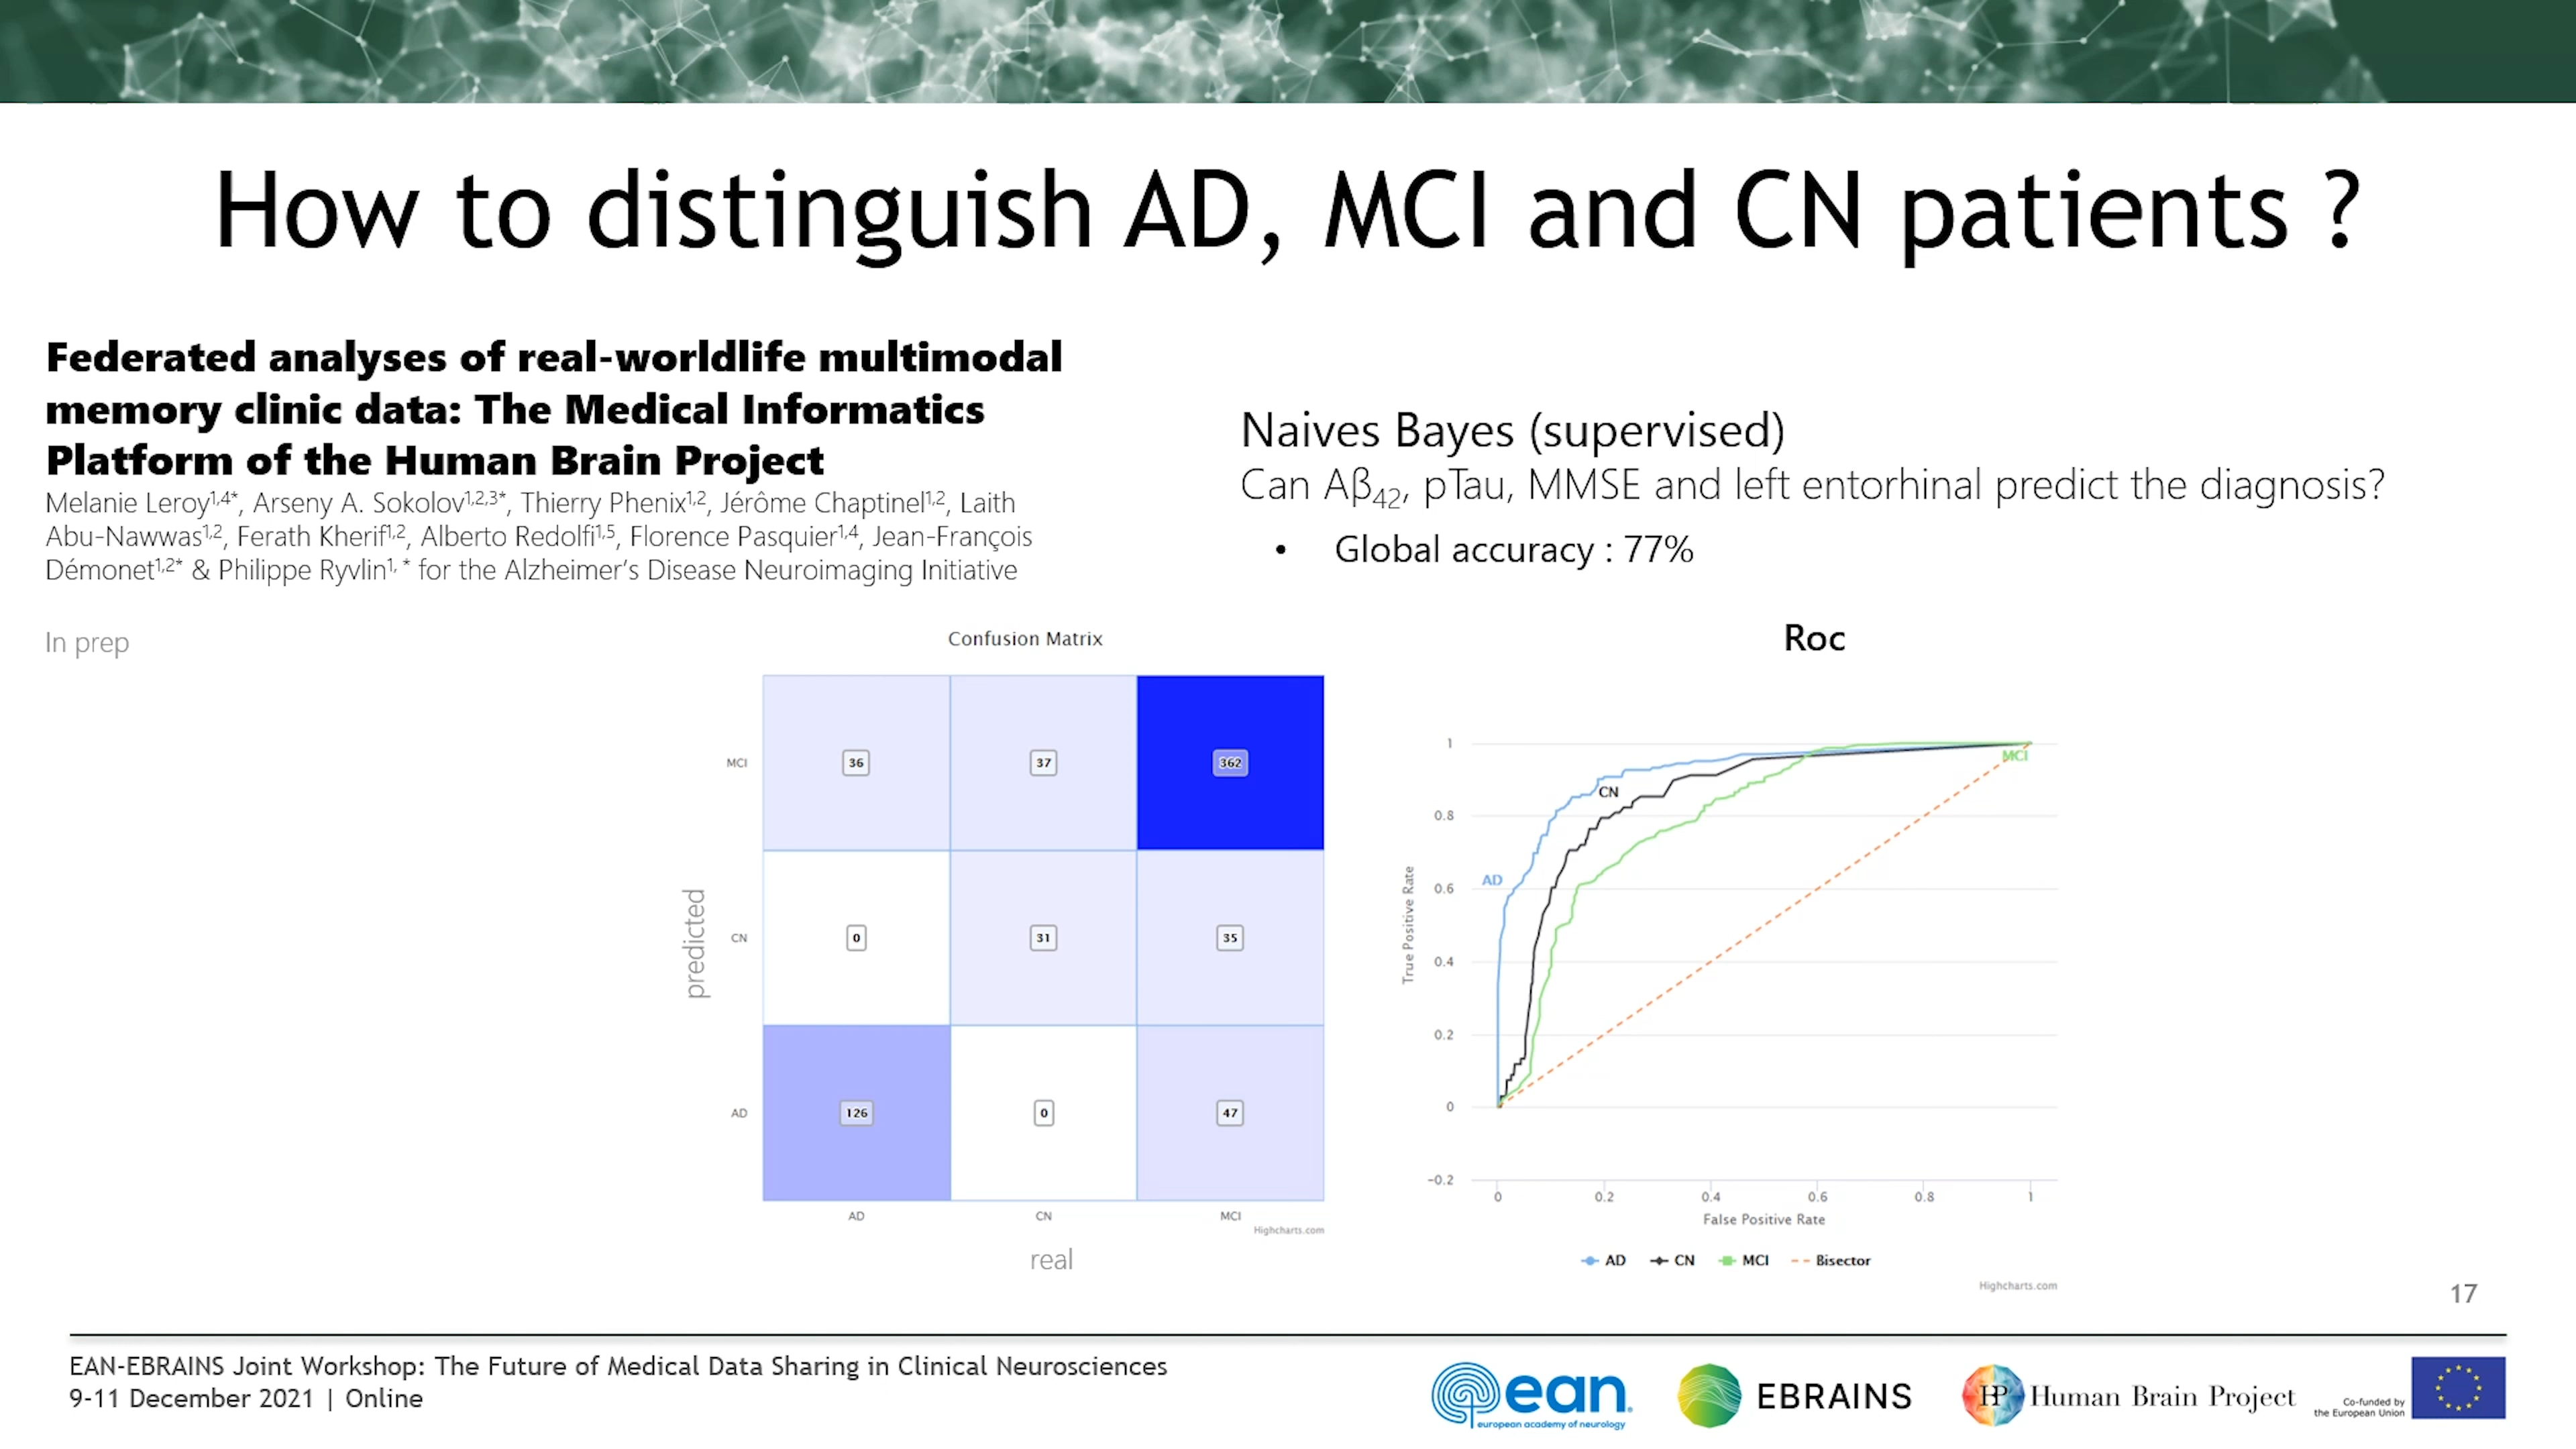 How to distinguish AD, MCI and CN patients ?
Federated analyses of real-worldlife multimodal
memory clinic data: The Medical Informatics
Platform of the Human Brain Project
Melanie Leroy1,4*, Arseny A. Sokolov1,2,3*, Thierry Phenix1,2, Jérôme Chaptinel1,2, Laith
Abu-Nawwas1,2, Ferath Kherif1,2, Alberto Redolfi1,5, Florence Pasquier1,4, Jean-François
Démonet1,2* & Philippe Ryvlin1, * for the Alzheimer's Disease Neuroimaging Initiative
In prep
Naives Bayes (supervised)
Can Aβ42, pTau, MMSE and left entorhinal predict the diagnosis?
• Global accuracy : 77%
Confusion Matrix
MCI
36
37
362
predicted
CN
0
31
35
AD
126
0
47
AD
CN
MCI
Highcharts.com
real
Roc
1
0.8
0.6
0.4
0.2
0
-0.2
True Positive Rate
MCI
CN
AD
0
0.2
0.4
0.6
0.8
1
False Positive Rate
AD
CN
MCI
Bisector
Highcharts.com
17
EAN-EBRAINS Joint Workshop: The Future of Medical Data Sharing in Clinical Neurosciences
9-11 December 2021 | Online
ean.
european academy of neurology
EBRAINS
HP Human Brain Project
Co-funded by
the European Union